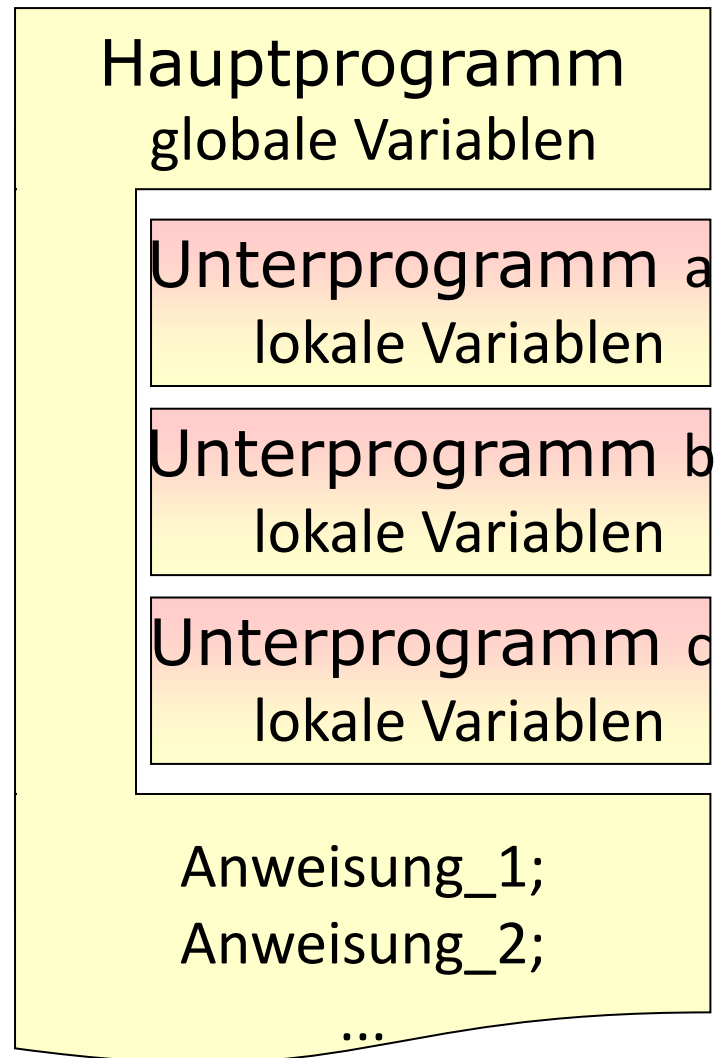 Hauptprogramm
globale Variablen
Unterprogramm a
lokale Variablen
Unterprogramm b
lokale Variablen
Unterprogramm c
lokale Variablen
Anweisung_1;
Anweisung_2;
...